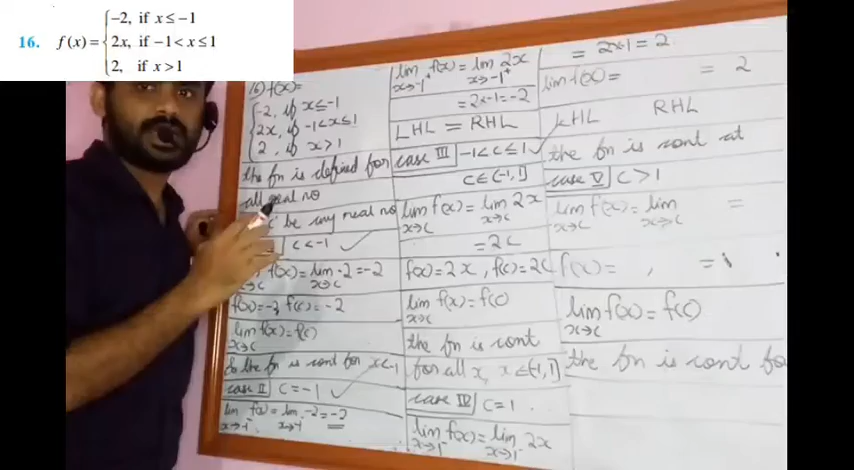 16. f(x) = { -2, if x ≤ -1
2x, if -1 < x ≤ 1
2, if x > 1
16) f(x)=
{ -2, if x ≤ -1
2x, if -1<x≤1
2, if x > 1
the fn is defined for
all real no
'c' be any real no
c < -1
f(x) = lim -2 = -2
x→c
f(x) = -2, f(c) = -2
lim f(x) = f(c)
x→c
So the fn is cont for x<-1
case II c = -1
lim f(x) = lim -2 = -2
x→-1⁻ x→-1
lim f(x) = lim 2x
x→-1⁺ x→-1⁺
= 2x-1 = -2
LHL = RHL
case III -1 < c ≤ 1
c ∈ (-1, 1]
lim f(x) = lim 2x
x→c x→c
= 2c
f(x) = 2x, f(c) = 2c
lim f(x) = f(c)
x→c
the fn is cont
for all x, x ∈ (-1, 1]
case IV c = 1
lim f(x) = lim 2x
x→1⁻ x→1⁻
= 2x1 = 2
lim f(x) = = 2
LHL RHL
the fn is cont at
case V c > 1
lim f(x) = lim =
x→c x→c
f(x) = , =
lim f(x) = f(c)
x→c
the fn is cont fo